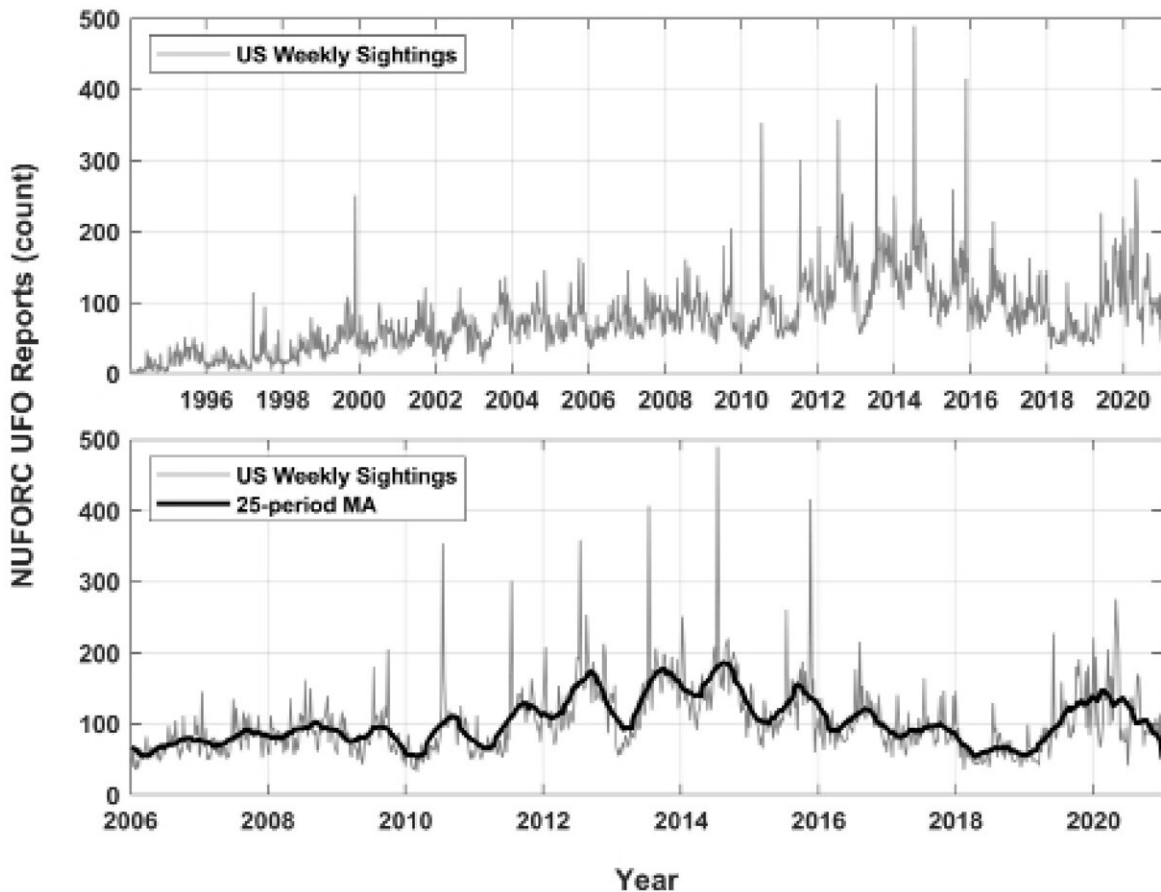 NUFORC UFO Reports (count)
500
400
300
200
100
0
US Weekly Sightings
1996 1998 2000 2002 2004 2006 2008 2010 2012 2014 2016 2018 2020
500
400
300
200
100
0
US Weekly Sightings
25-period MA
2006 2008 2010 2012 2014 2016 2018 2020
Year